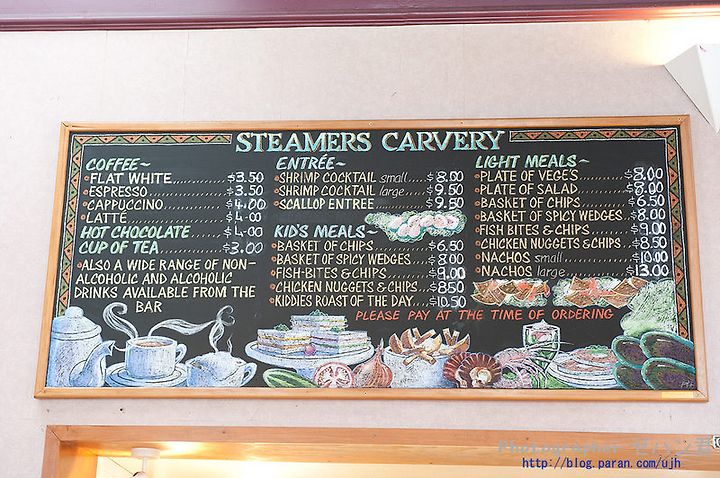 STEAMERS CARVERY
COFFEE~
FLAT WHITE............$3.50
ESPRESSO...............$3.50
CAPPUCCINO...........$4.00
LATTE....................$4.00
HOT CHOCOLATE......$4.00
CUP OF TEA............$3.00
ALSO A WIDE RANGE OF NON-
ALCOHOLIC AND ALCOHOLIC
DRINKS AVAILABLE FROM THE
BAR
ENTRÉE~
SHRIMP COCKTAIL small....$8.00
SHRIMP COCKTAIL large....$9.50
SCALLOP ENTREE...........$9.50
KID'S MEALS~
BASKET OF CHIPS............$6.50
BASKET OF SPICY WEDGES...$8.00
FISH-BITES & CHIPS..........$9.00
CHICKEN NUGGETS & CHIPS...$8.50
KIDDIES ROAST OF THE DAY...$10.50
LIGHT MEALS~
PLATE OF VEGE'S............$8.00
PLATE OF SALAD.............$8.00
BASKET OF CHIPS............$6.50
BASKET OF SPICY WEDGES.$8.00
FISH BITES & CHIPS..........$9.00
CHICKEN NUGGETS & CHIPS...$8.50
NACHOS small...............$10.00
NACHOS large...............$13.00
PLEASE PAY AT THE TIME OF ORDERING
Photographer
http://blog.paran.com/ujh